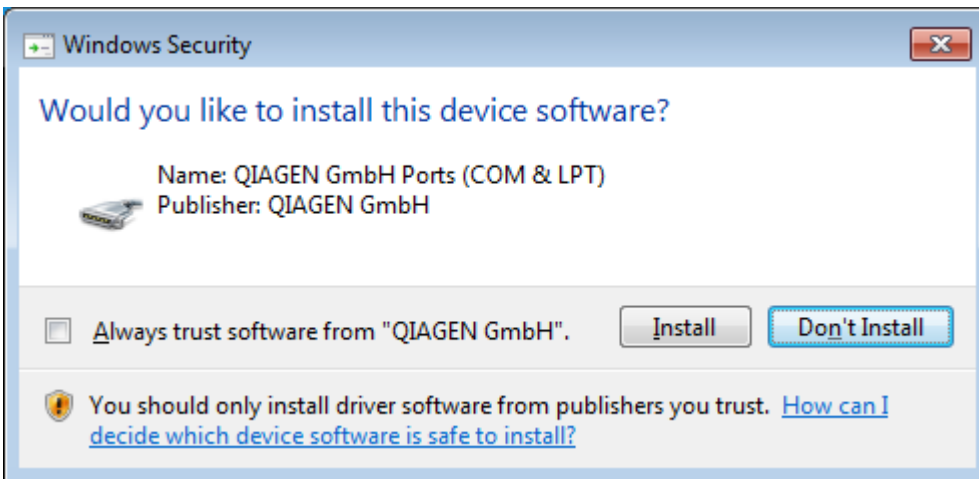 Windows Security
Would you like to install this device software?
Name: QIAGEN GmbH Ports (COM & LPT)
Publisher: QIAGEN GmbH
Always trust software from "QIAGEN GmbH".
Install
Don't Install
You should only install driver software from publishers you trust. How can I
decide which device software is safe to install?